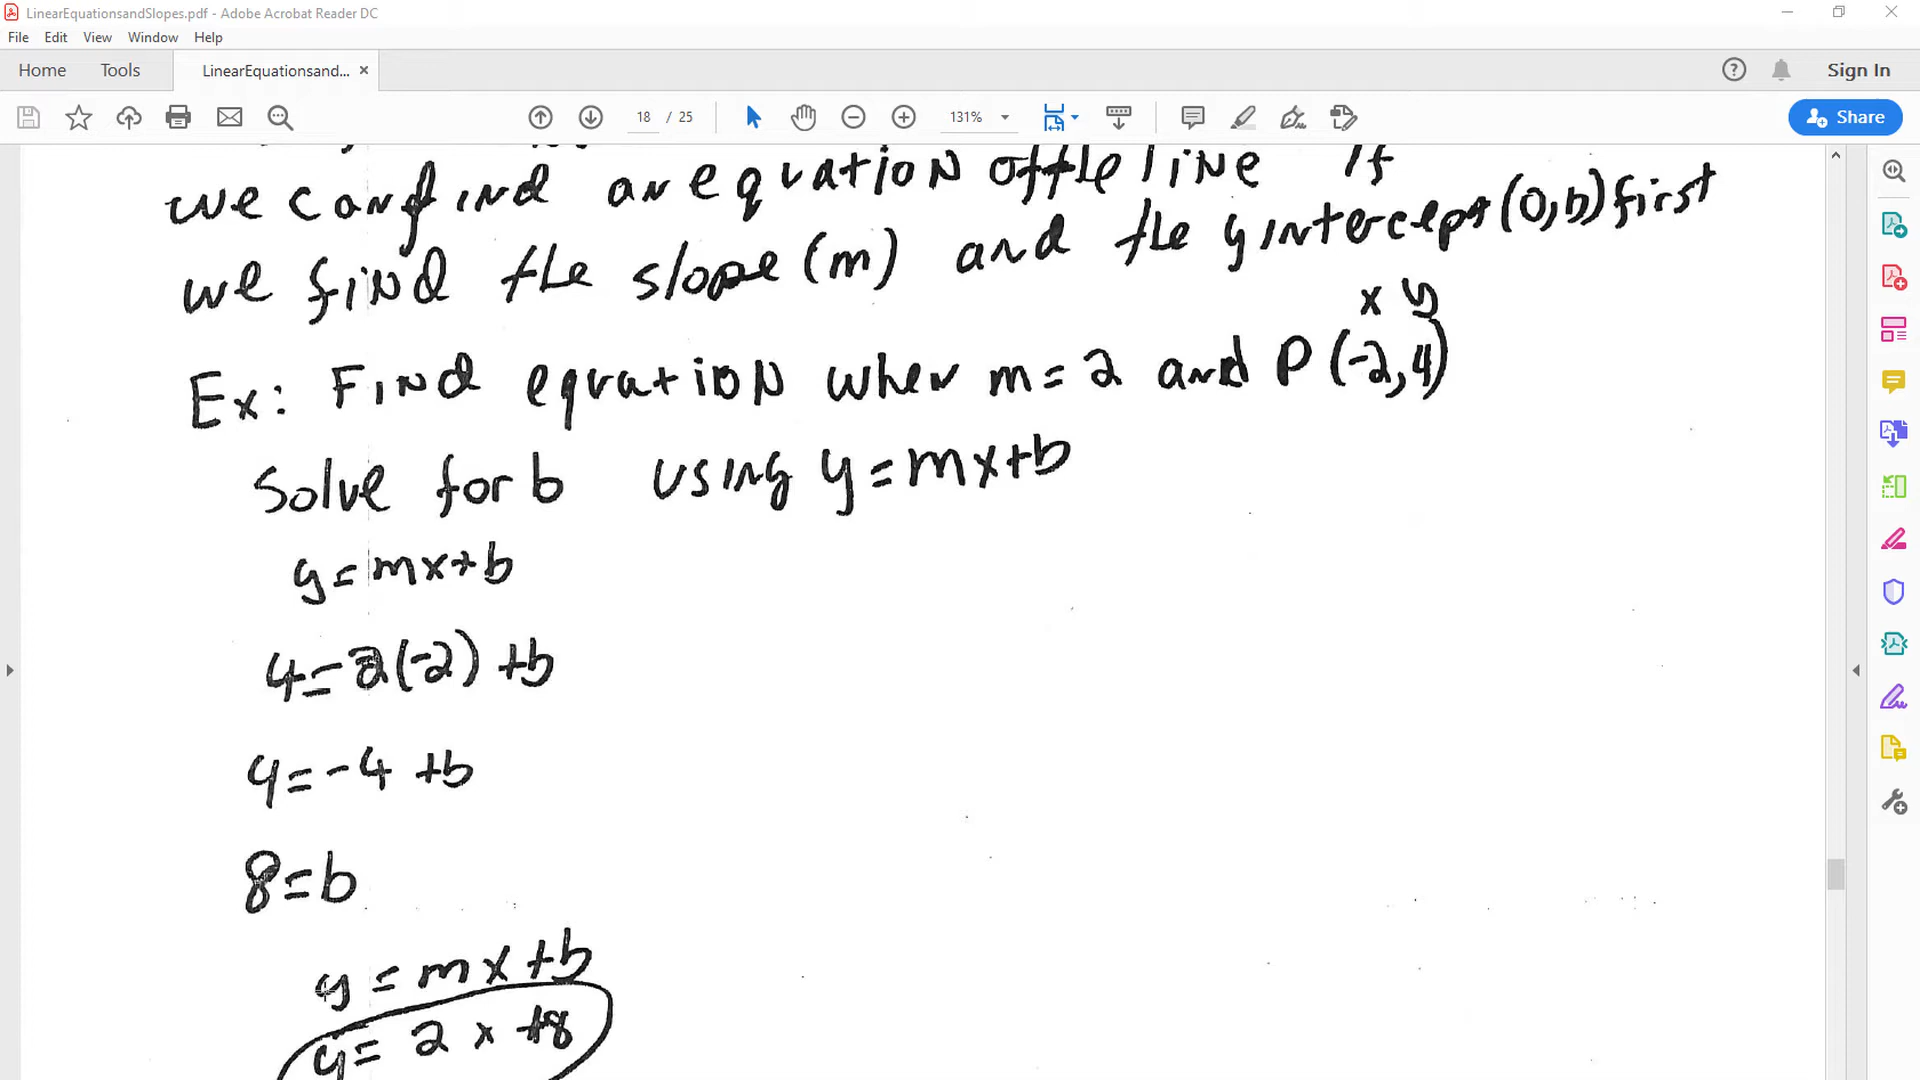 LinearEquationsandSlopes.pdf - Adobe Acrobat Reader DC
File Edit View Window Help
Home Tools LinearEquationsand... ×
Sign In
18 / 25 131% Share
we can find an equation of the line if
we find the slope (m) and the y intercept (0,b) first
x y
Ex: Find equation when m=2 and P(-2,4)
Solve for b using y=mx+b
y=mx+b
4=2(-2)+b
4=-4+b
8=b
y=mx+b
y=2x+8